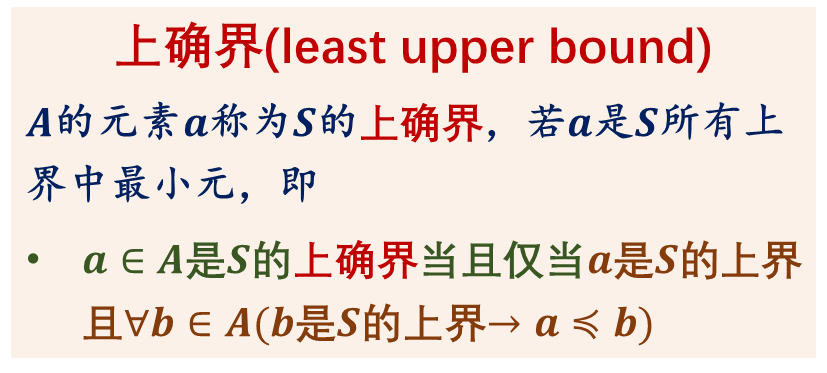 上确界(least upper bound)
A的元素a称为S的上确界，若a是S所有上
界中最小元，即
• a ∈ A是S的上确界当且仅当a是S的上界
且∀b ∈ A(b是S的上界→ a ≼ b)